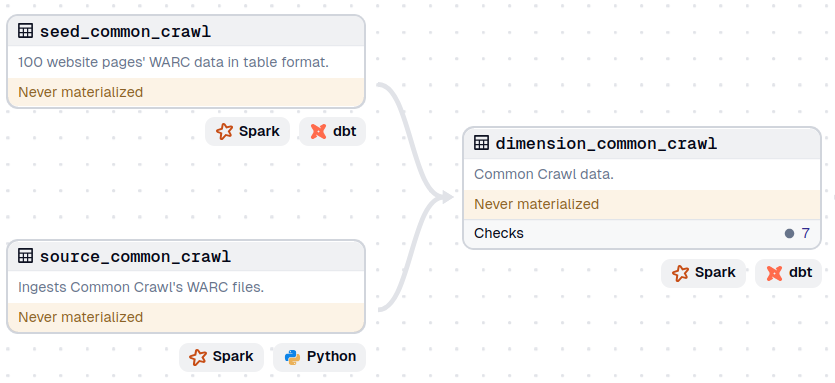 seed_common_crawl
100 website pages' WARC data in table format.
Never materialized
Spark
dbt
source_common_crawl
Ingests Common Crawl's WARC files.
Never materialized
Spark
Python
dimension_common_crawl
Common Crawl data.
Never materialized
Checks 7
Spark
dbt